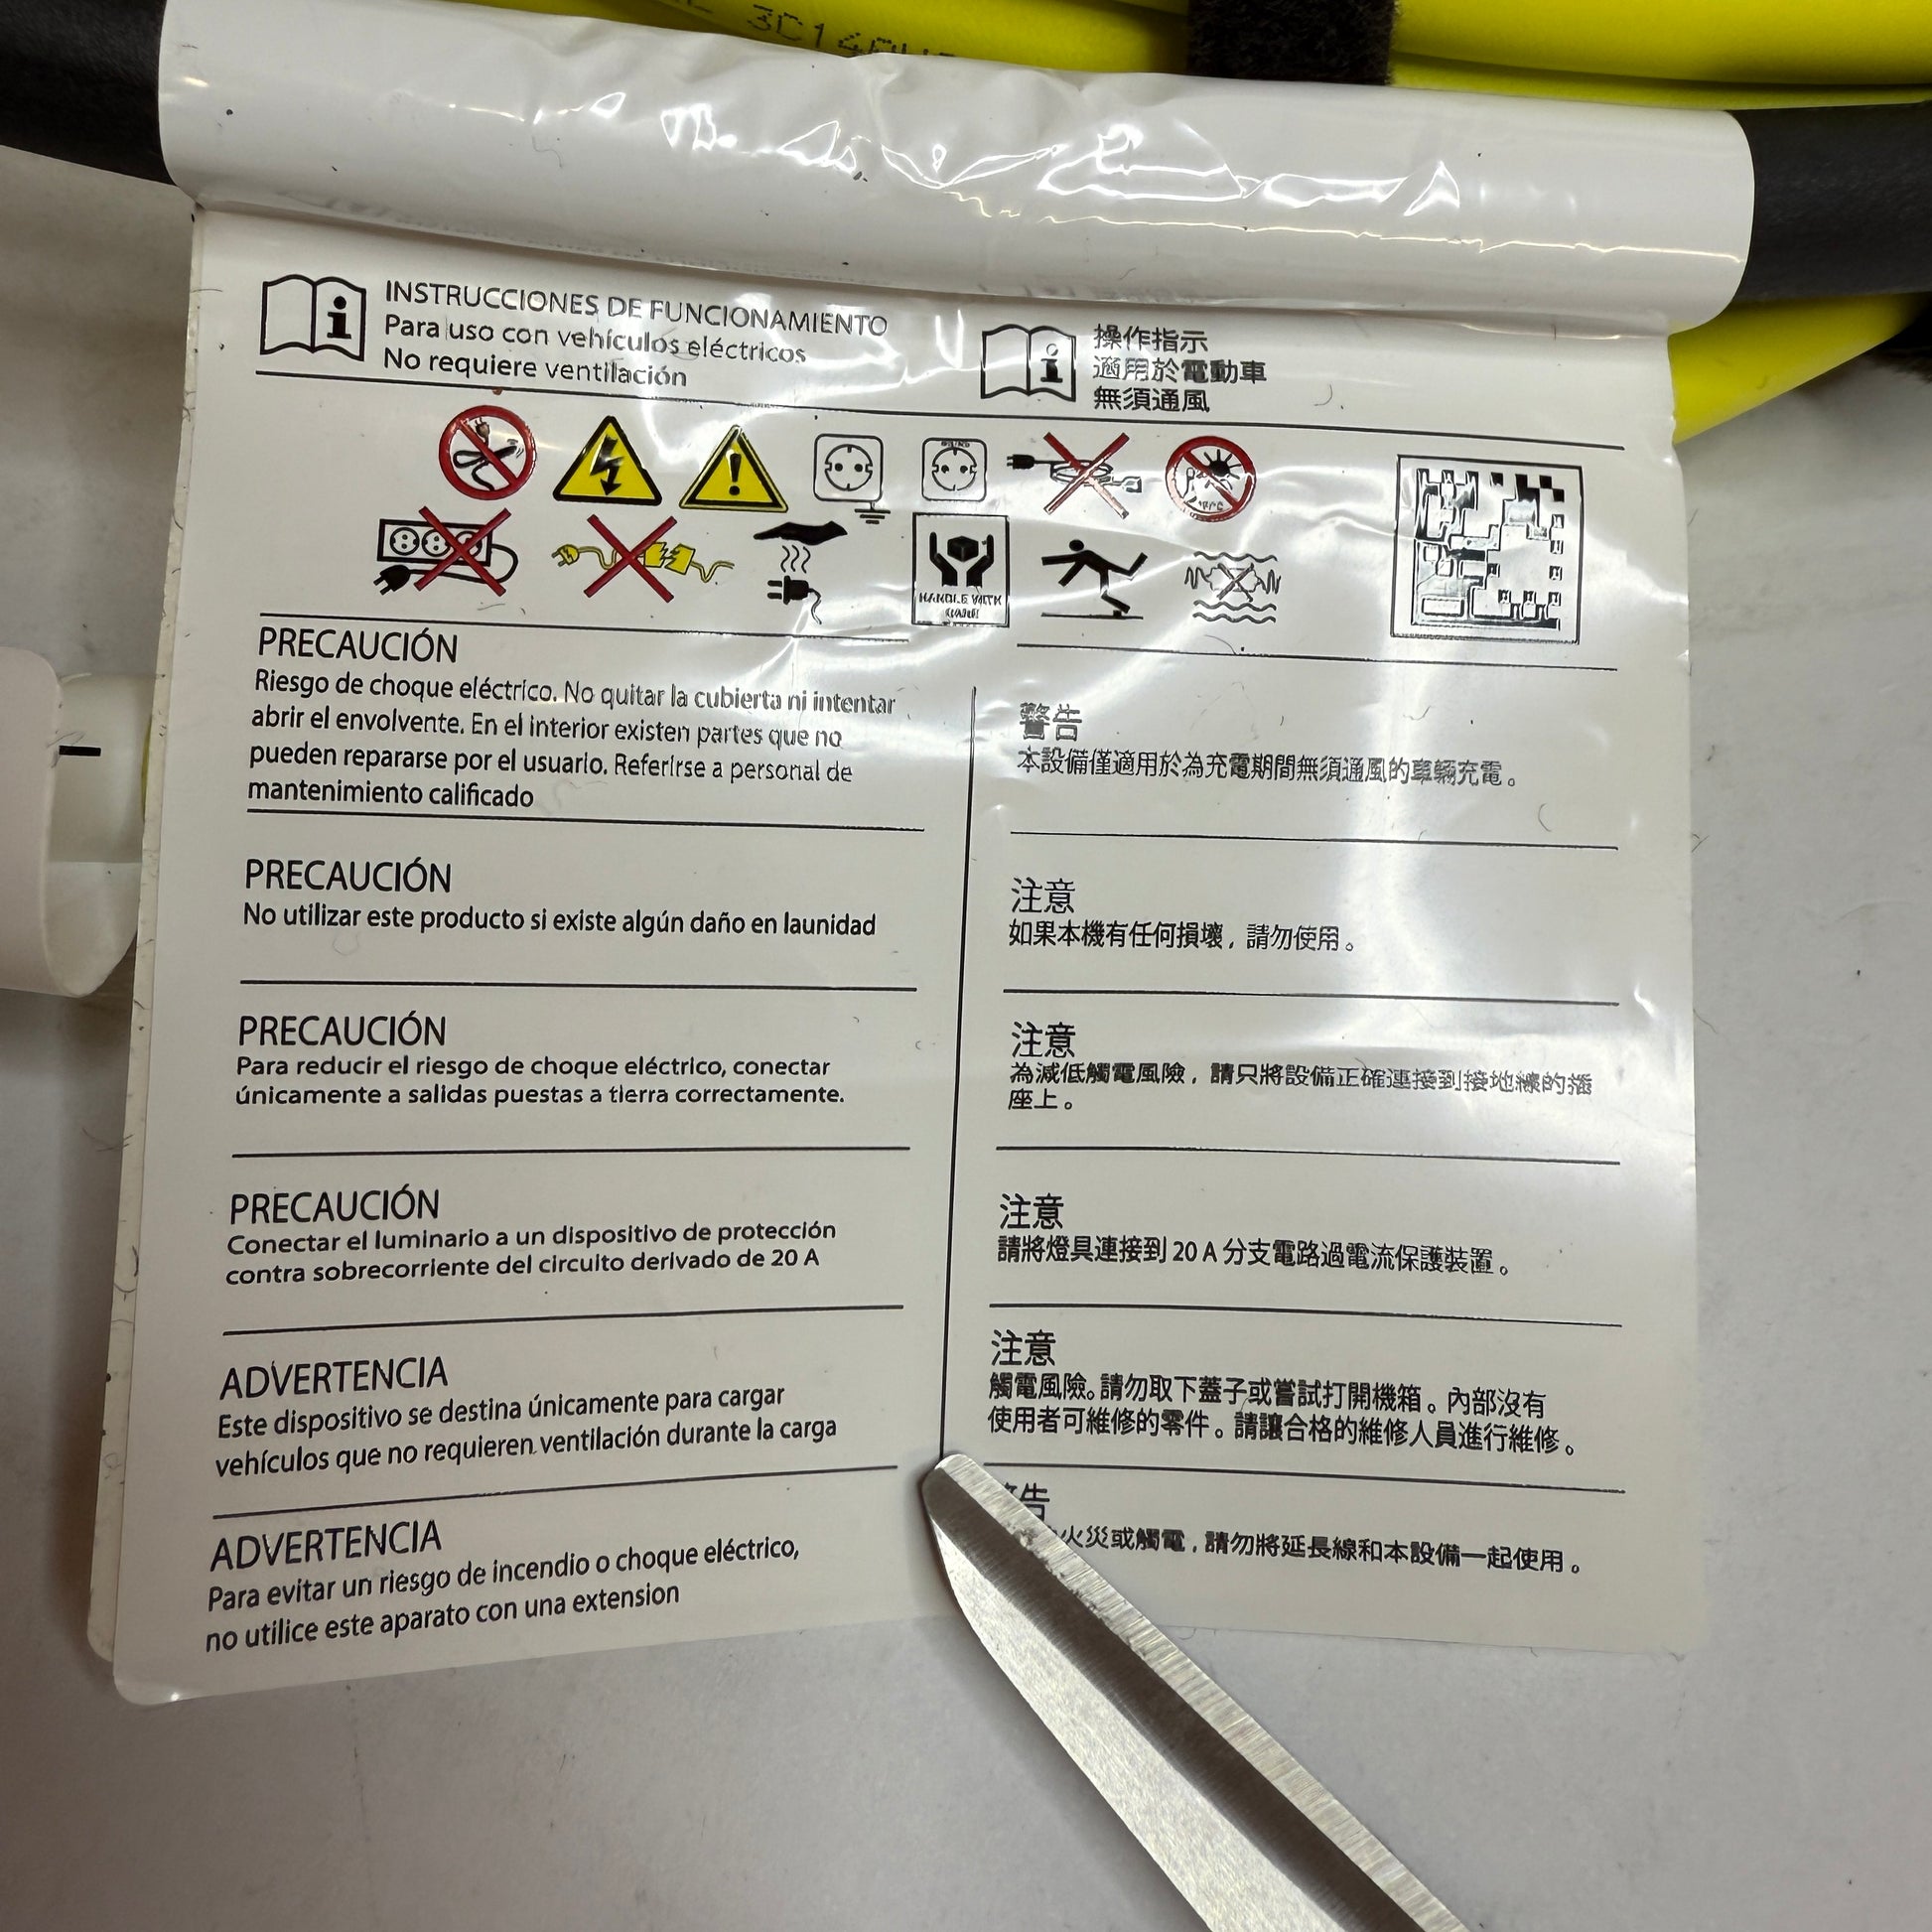 3C14AW
INSTRUCCIONES DE FUNCIONAMIENTO
Para uso con vehículos eléctricos
No requiere ventilación
操作指示
適用於電動車
無須通風
HANDLE WITH
CARE
PRECAUCIÓN
Riesgo de choque eléctrico. No quitar la cubierta ni intentar
abrir el envolvente. En el interior existen partes que no
pueden repararse por el usuario. Referirse a personal de
mantenimiento calificado
PRECAUCIÓN
No utilizar este producto si existe algún daño en launidad
PRECAUCIÓN
Para reducir el riesgo de choque eléctrico, conectar
únicamente a salidas puestas a tierra correctamente.
PRECAUCIÓN
Conectar el luminario a un dispositivo de protección
contra sobrecorriente del circuito derivado de 20 A
ADVERTENCIA
Este dispositivo se destina únicamente para cargar
vehículos que no requieren ventilación durante la carga
ADVERTENCIA
Para evitar un riesgo de incendio o choque eléctrico,
no utilice este aparato con una extension
警告
本設備僅適用於為充電期間無須通風的車輛充電。
注意
如果本機有任何損壞，請勿使用。
注意
為減低觸電風險，請只將設備正確連接到接地線的插
座上。
注意
請將燈具連接到 20 A 分支電路過電流保護裝置。
注意
觸電風險。請勿取下蓋子或嘗試打開機箱。內部沒有
使用者可維修的零件。請讓合格的維修人員進行維修。
告
火災或觸電，請勿將延長線和本設備一起使用。